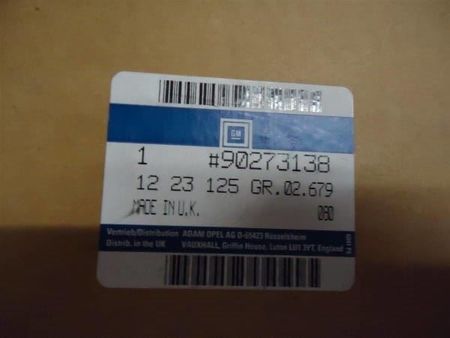 GM
1 #90273138
12 23 125 GR.02.679
MADE IN U.K. 080
Vertrieb/Distribution ADAM OPEL AG D-65423 Rüsselsheim
Distrib. in the UK VAUXHALL, Griffin House, Luton LU1 3YT, England